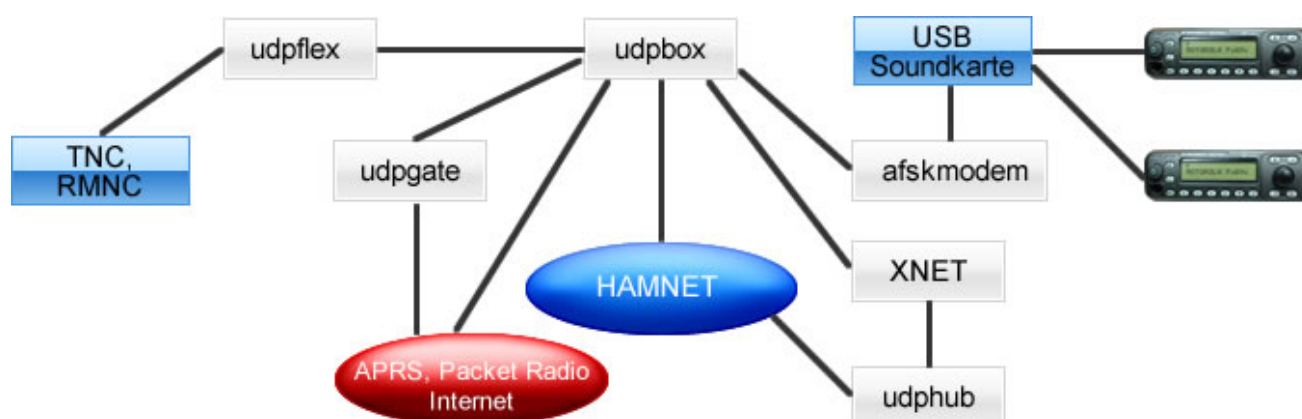 udpflex
udpbox
USB
Soundkarte
TNC,
RMNC
udpgate
afskmodem
HAMNET
XNET
APRS, Packet Radio
Internet
udphub